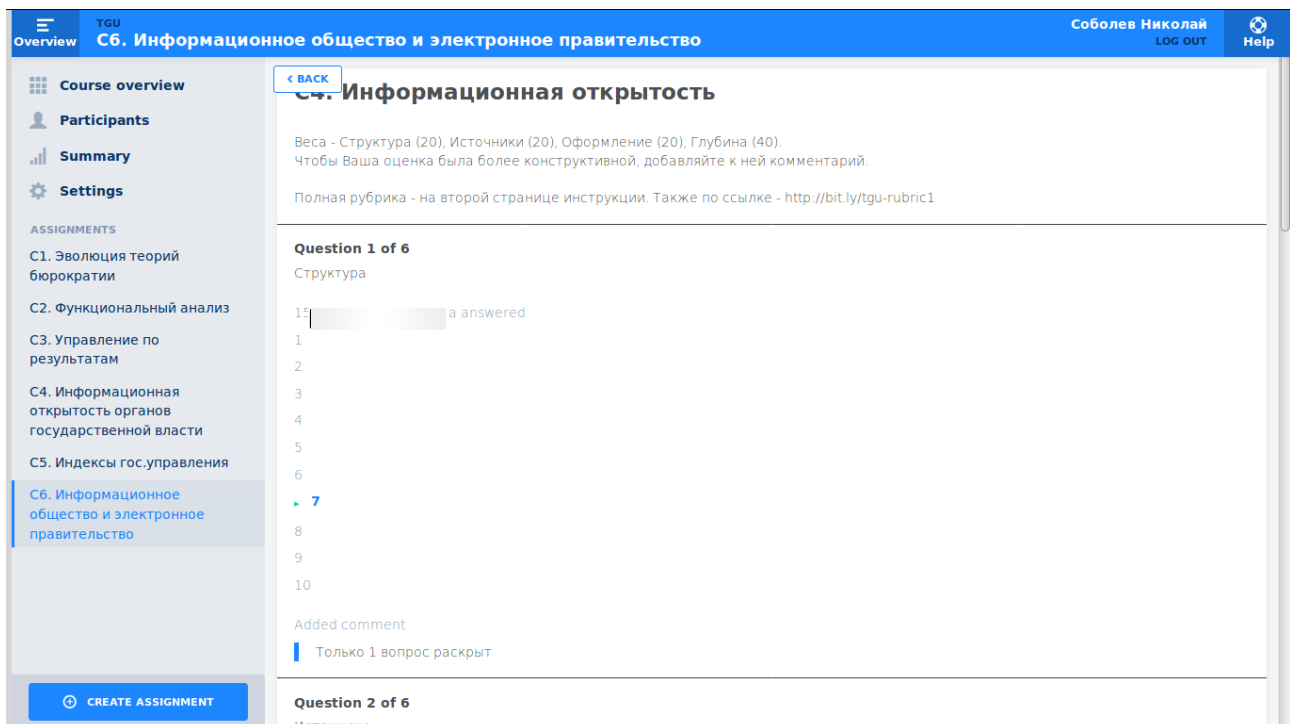 Overview
TGU
С6. Информационное общество и электронное правительство
Соболев Николай
LOG OUT
Help
Course overview
Participants
Summary
Settings
ASSIGNMENTS
С1. Эволюция теорий
бюрократии
С2. Функциональный анализ
С3. Управление по
результатам
С4. Информационная
открытость органов
государственной власти
С5. Индексы гос.управления
С6. Информационное
общество и электронное
правительство
CREATE ASSIGNMENT
BACK
С4. Информационная открытость
Веса - Структура (20), Источники (20), Оформление (20), Глубина (40).
Чтобы Ваша оценка была более конструктивной, добавляйте к ней комментарий.
Полная рубрика - на второй странице инструкции. Также по ссылке - http://bit.ly/tgu-rubric1
Question 1 of 6
Структура
15 а answered
1
2
3
4
5
6
7
8
9
10
Added comment
Только 1 вопрос раскрыт
Question 2 of 6